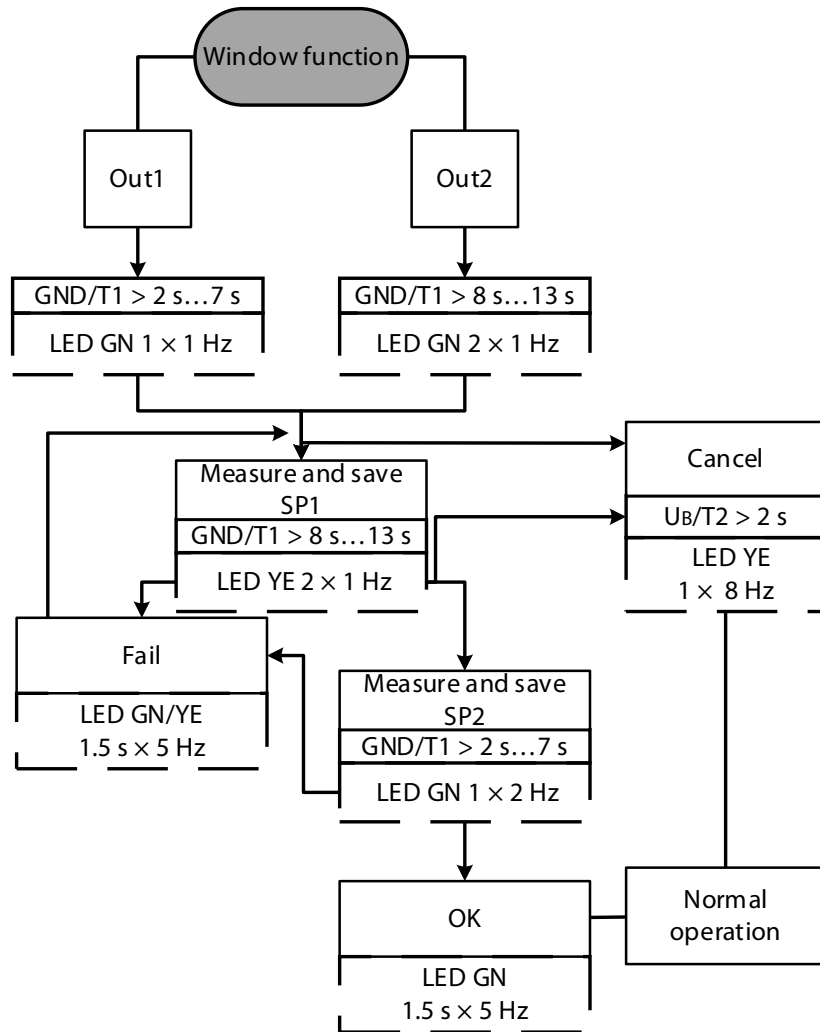 Window function
Out1
Out2
GND/T1 > 2 s…7 s
LED GN 1 × 1 Hz
GND/T1 > 8 s…13 s
LED GN 2 × 1 Hz
Measure and save
SP1
GND/T1 > 8 s…13 s
LED YE 2 × 1 Hz
Cancel
UB/T2 > 2 s
LED YE
1 × 8 Hz
Fail
LED GN/YE
1.5 s × 5 Hz
Measure and save
SP2
GND/T1 > 2 s…7 s
LED GN 1 × 2 Hz
OK
LED GN
1.5 s × 5 Hz
Normal
operation